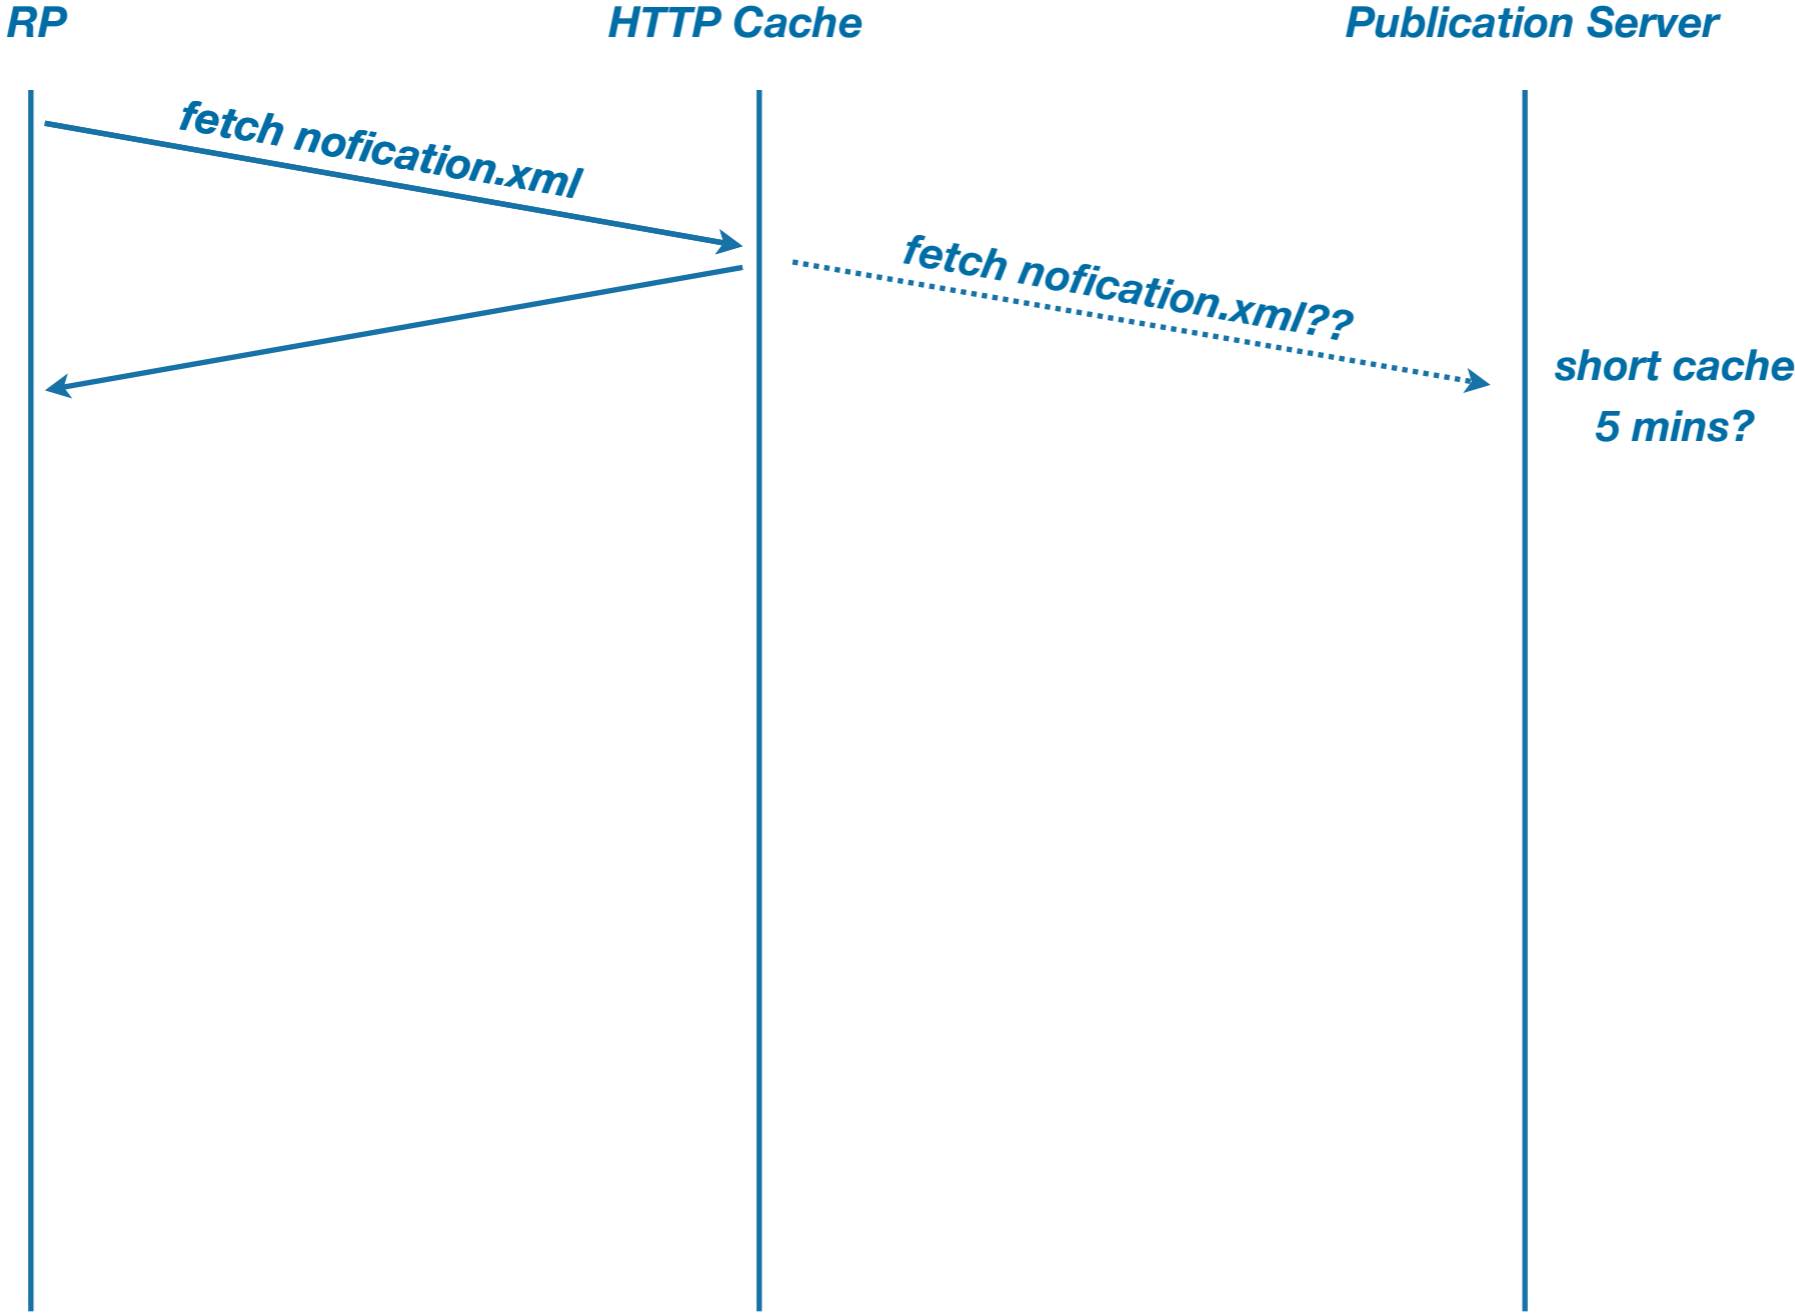 RP
HTTP Cache
Publication Server
fetch nofication.xml
fetch nofication.xml??
short cache
5 mins?